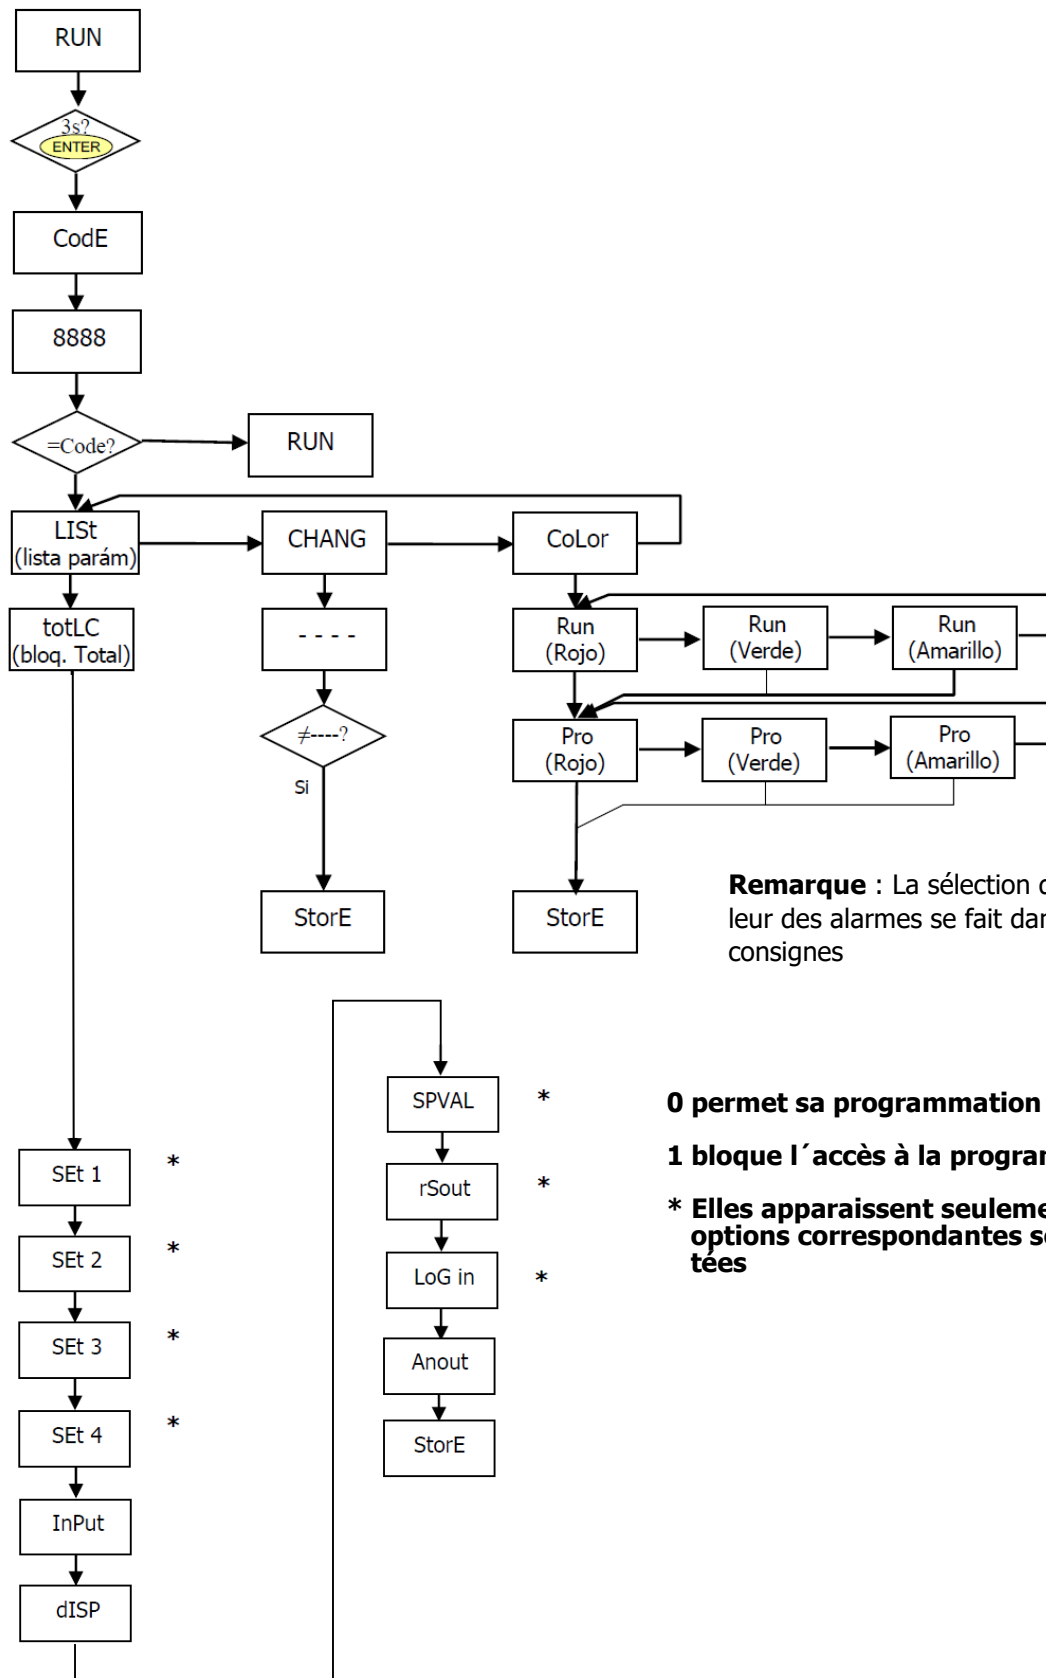 RUN
3s?
ENTER
CodE
8888
=Code?
RUN
LISt
(lista parám)
CHANG
CoLor
totLC
(bloq. Total)
- - - -
Run
(Rojo)
Run
(Verde)
Run
(Amarillo)
≠----?
Pro
(Rojo)
Pro
(Verde)
Pro
(Amarillo)
Si
StorE
StorE
Remarque : La sélection
leur des alarmes se fait
consignes
SPVAL *
rSout *
LoG in *
Anout
StorE
0 permet sa programmation
1 bloque l´accès à la
* Elles apparaissent
options correspondantes
tées
SEt 1 *
SEt 2 *
SEt 3 *
SEt 4 *
InPut
dISP